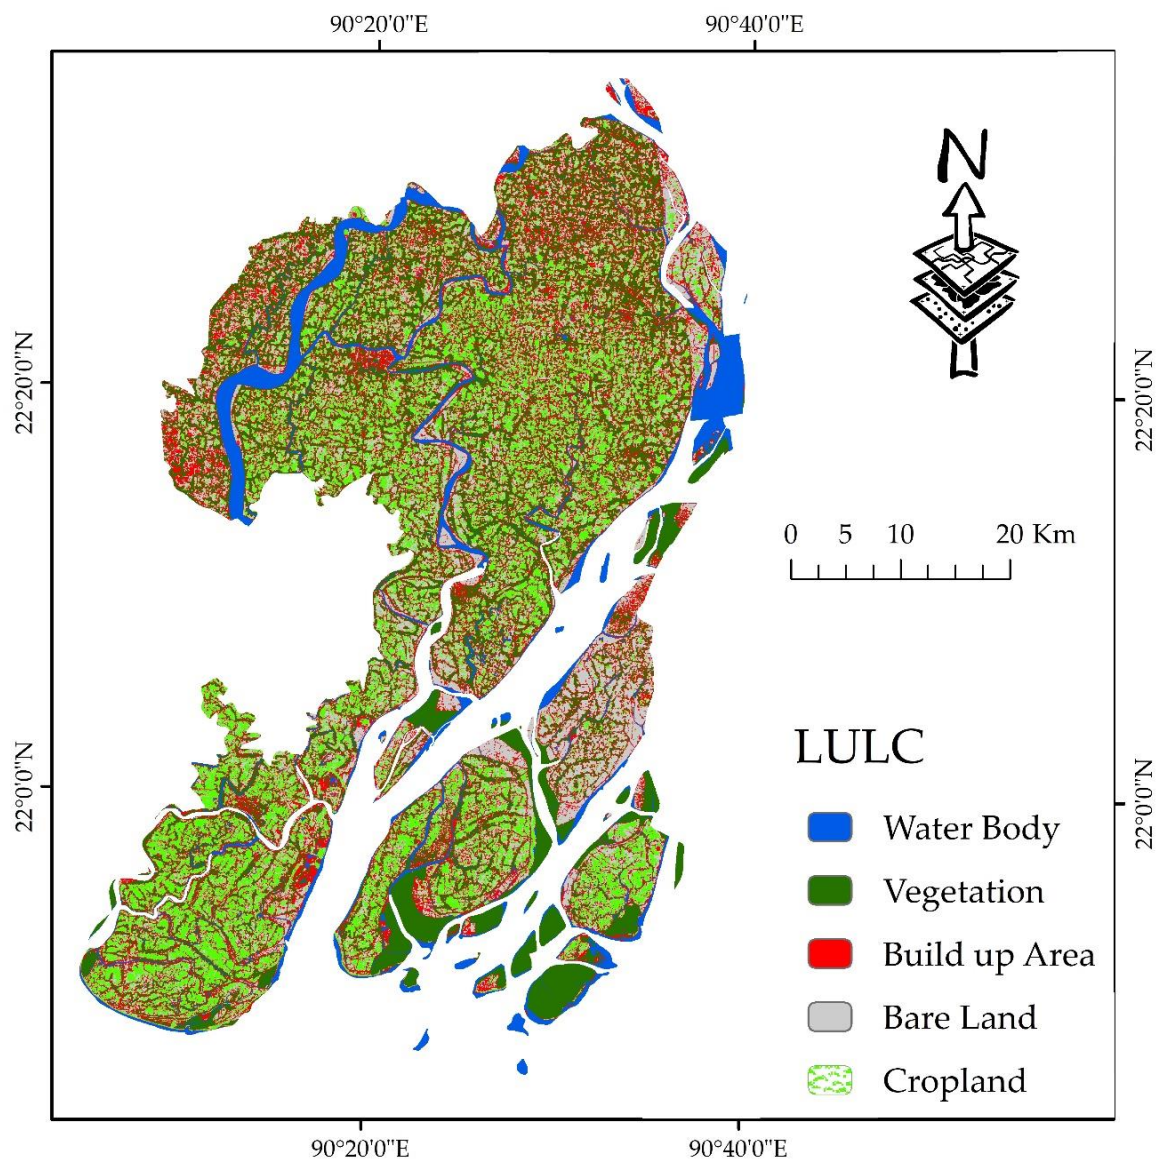 90°20'0"E 90°40'0"E
N
22°20'0"N
22°20'0"N
0 5 10 20 Km
LULC
22°0'0"N
22°0'0"N
Water Body
Vegetation
Build up Area
Bare Land
Cropland
90°20'0"E 90°40'0"E